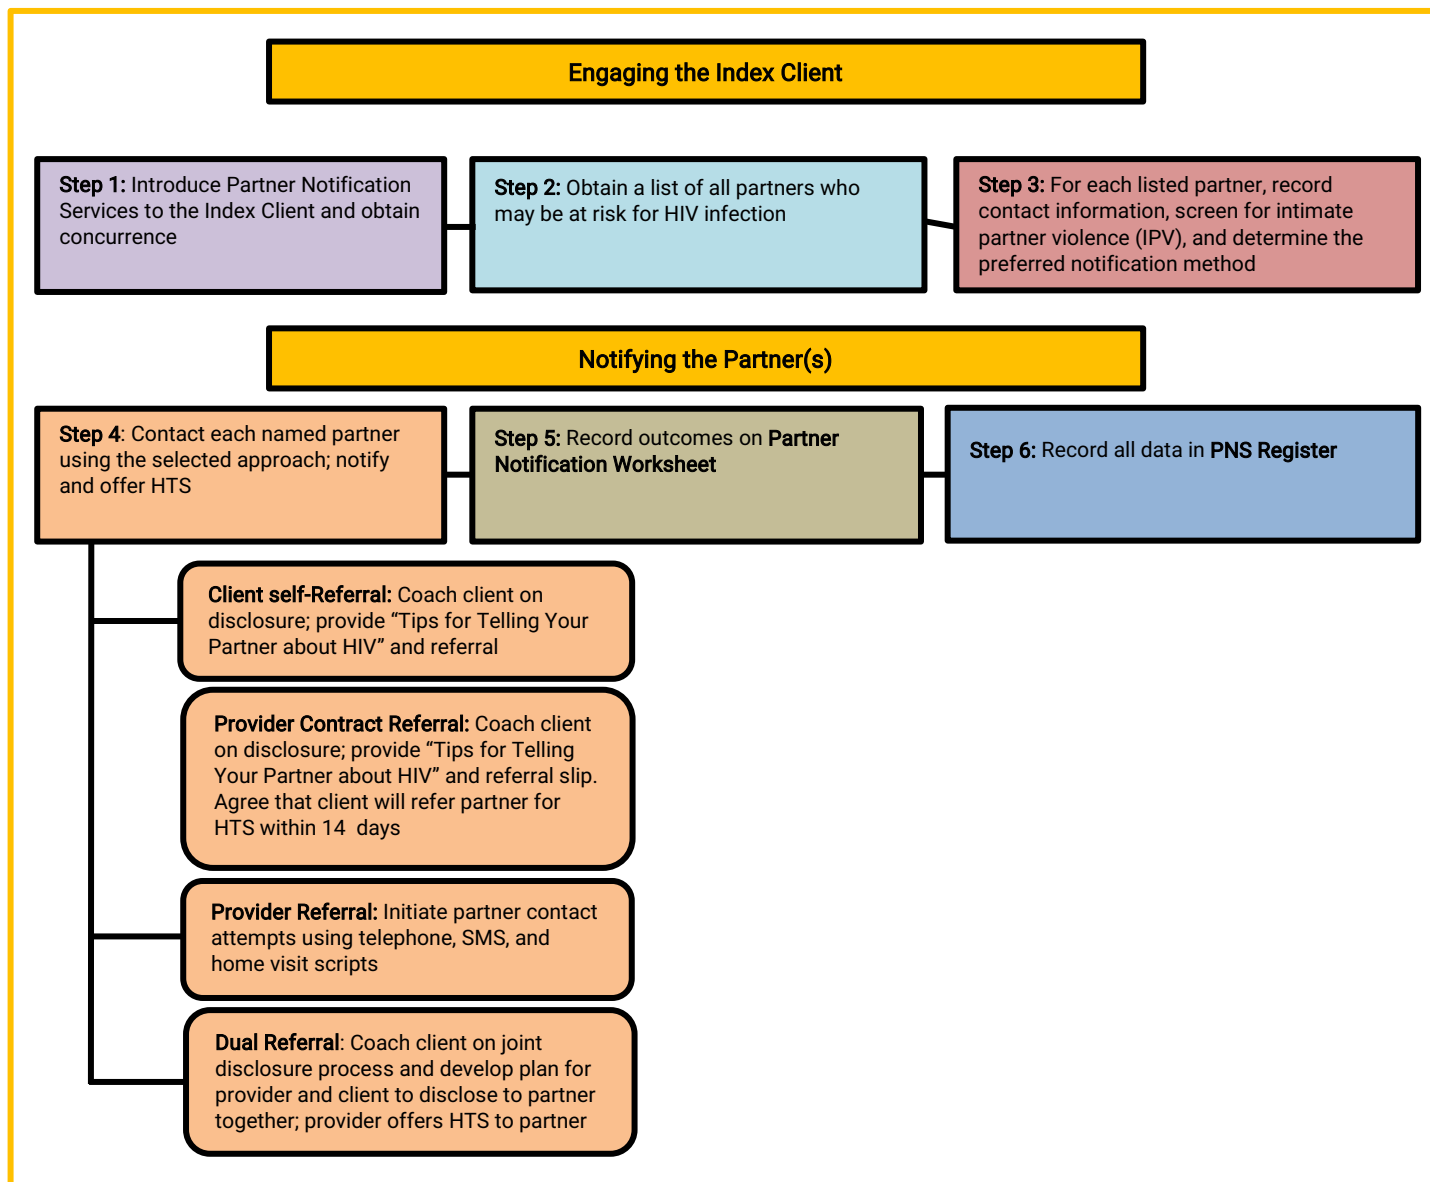 Engaging the Index Client
Step 1: Introduce Partner Notification
Services to the Index Client and obtain
concurrence
Step 2: Obtain a list of all partners who
may be at risk for HIV infection
Step 3: For each listed partner, record
contact information, screen for intimate
partner violence (IPV), and determine the
preferred notification method
Notifying the Partner(s)
Step 4: Contact each named partner
using the selected approach; notify
and offer HTS
Step 5: Record outcomes on Partner
Notification Worksheet
Step 6: Record all data in PNS Register
Client self-Referral: Coach client on
disclosure; provide “Tips for Telling Your
Partner about HIV” and referral
Provider Contract Referral: Coach client
on disclosure; provide “Tips for Telling
Your Partner about HIV” and referral slip.
Agree that client will refer partner for
HTS within 14 days
Provider Referral: Initiate partner contact
attempts using telephone, SMS, and
home visit scripts
Dual Referral: Coach client on joint
disclosure process and develop plan for
provider and client to disclose to partner
together; provider offers HTS to partner